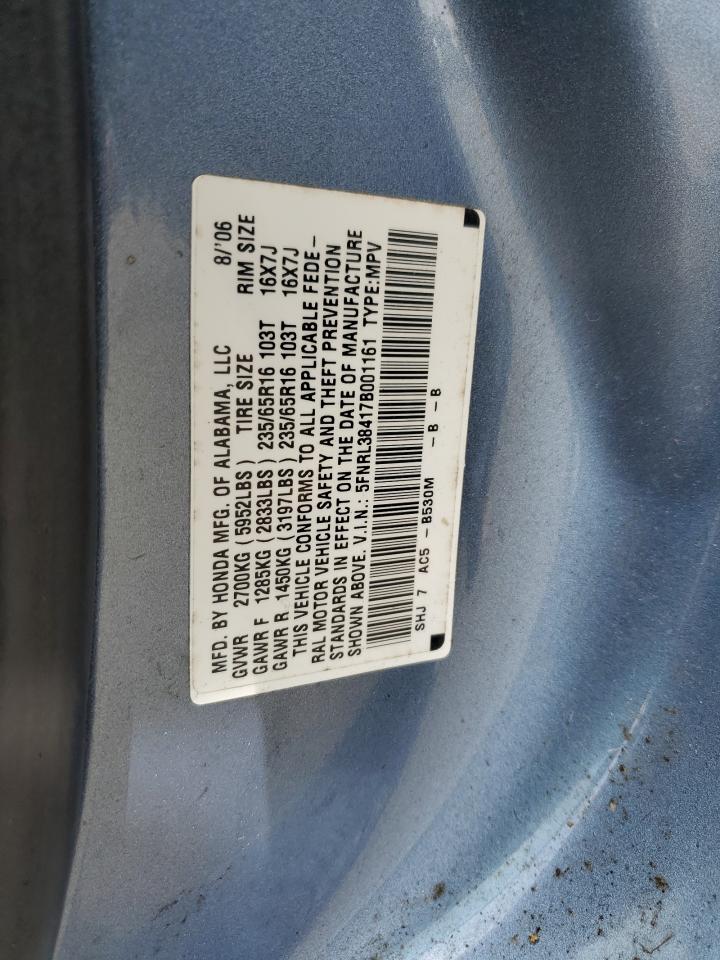 MFD. BY HONDA MFG. OF ALABAMA, LLC 8/'06
GVWR 2700KG (5952LBS) TIRE SIZE RIM SIZE
GAWR F 1285KG (2833LBS) 235/65R16 103T 16X7J
GAWR R 1450KG (3197LBS) 235/65R16 103T 16X7J
THIS VEHICLE CONFORMS TO ALL APPLICABLE FEDE-
RAL MOTOR VEHICLE SAFETY AND THEFT PREVENTION
STANDARDS IN EFFECT ON THE DATE OF MANUFACTURE
SHOWN ABOVE. V.I.N.: 5FNRL38417B001161 TYPE:MPV
SHJ 7 AC5 -B530M -B -B